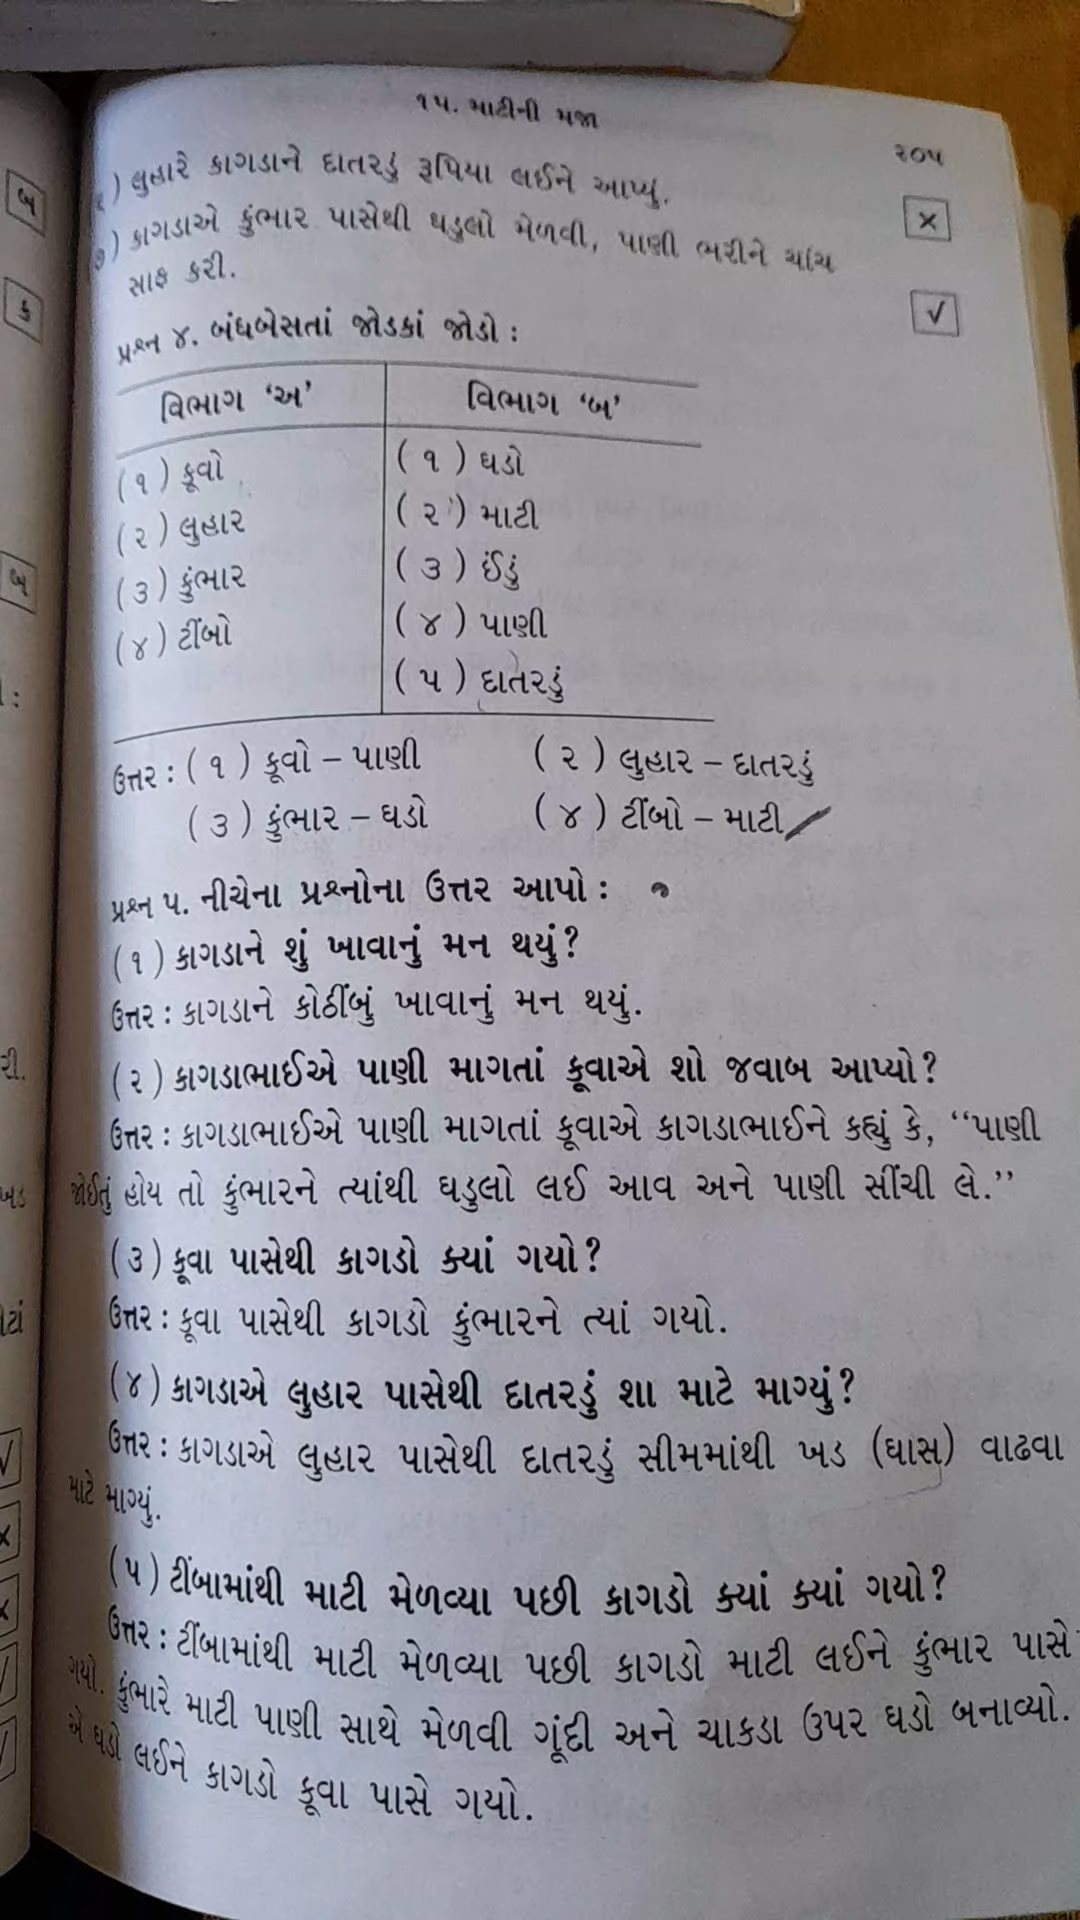 ૧૫. માટીની મજા
૨૦૫
) લુહારે કાગડાને દાતરડું રૂપિયા લઈને આપ્યું.
×
૭) કાગડાએ કુંભાર પાસેથી ઘડુલો મેળવી, પાણી ભરીને ચાંચ
સાફ કરી.
√
પ્રશ્ન ૪. બંધબેસતાં જોડકાં જોડો :
વિભાગ ‘અ’ વિભાગ ‘બ’
(૧) કૂવો (૧) ઘડો
(૨) લુહાર (૨) માટી
(૩) કુંભાર (૩) ઈંડું
(૪) ટીંબો (૪) પાણી
(૫) દાતરડું
ઉત્તર : (૧) કૂવો – પાણી (૨) લુહાર – દાતરડું
(૩) કુંભાર – ઘડો (૪) ટીંબો – માટી
પ્રશ્ન ૫. નીચેના પ્રશ્નોના ઉત્તર આપો :
(૧) કાગડાને શું ખાવાનું મન થયું?
ઉત્તર : કાગડાને કોઠીંબું ખાવાનું મન થયું.
(૨) કાગડાભાઈએ પાણી માગતાં કૂવાએ શો જવાબ આપ્યો?
ઉત્તર : કાગડાભાઈએ પાણી માગતાં કૂવાએ કાગડાભાઈને કહ્યું કે, “પાણી
જોઈતું હોય તો કુંભારને ત્યાંથી ઘડુલો લઈ આવ અને પાણી સીંચી લે.”
(૩) કૂવા પાસેથી કાગડો ક્યાં ગયો?
ઉત્તર : કૂવા પાસેથી કાગડો કુંભારને ત્યાં ગયો.
(૪) કાગડાએ લુહાર પાસેથી દાતરડું શા માટે માગ્યું?
ઉત્તર : કાગડાએ લુહાર પાસેથી દાતરડું સીમમાંથી ખડ (ઘાસ) વાઢવા
માટે માગ્યું.
(૫) ટીંબામાંથી માટી મેળવ્યા પછી કાગડો ક્યાં ક્યાં ગયો?
ઉત્તર : ટીંબામાંથી માટી મેળવ્યા પછી કાગડો માટી લઈને કુંભાર પાસે
ગયો. કુંભારે માટી પાણી સાથે મેળવી ગૂંદી અને ચાકડા ઉપર ઘડો બનાવ્યો.
એ ઘડો લઈને કાગડો કૂવા પાસે ગયો.
બ
ક
બ
:
રી.
ખડ